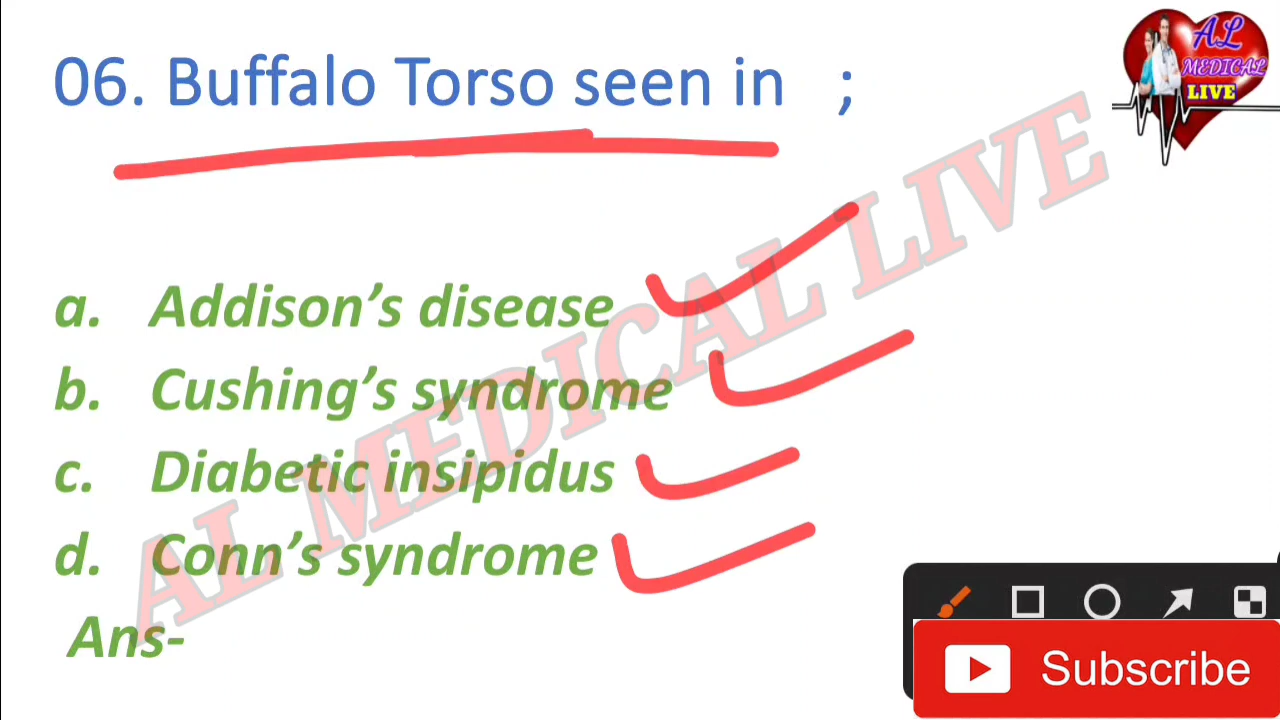 06. Buffalo Torso seen in ;
AL
MEDICAL
LIVE
a. Addison’s disease
b. Cushing’s syndrome
c. Diabetic insipidus
d. Conn’s syndrome
Ans-
AL MEDICAL LIVE
Subscribe